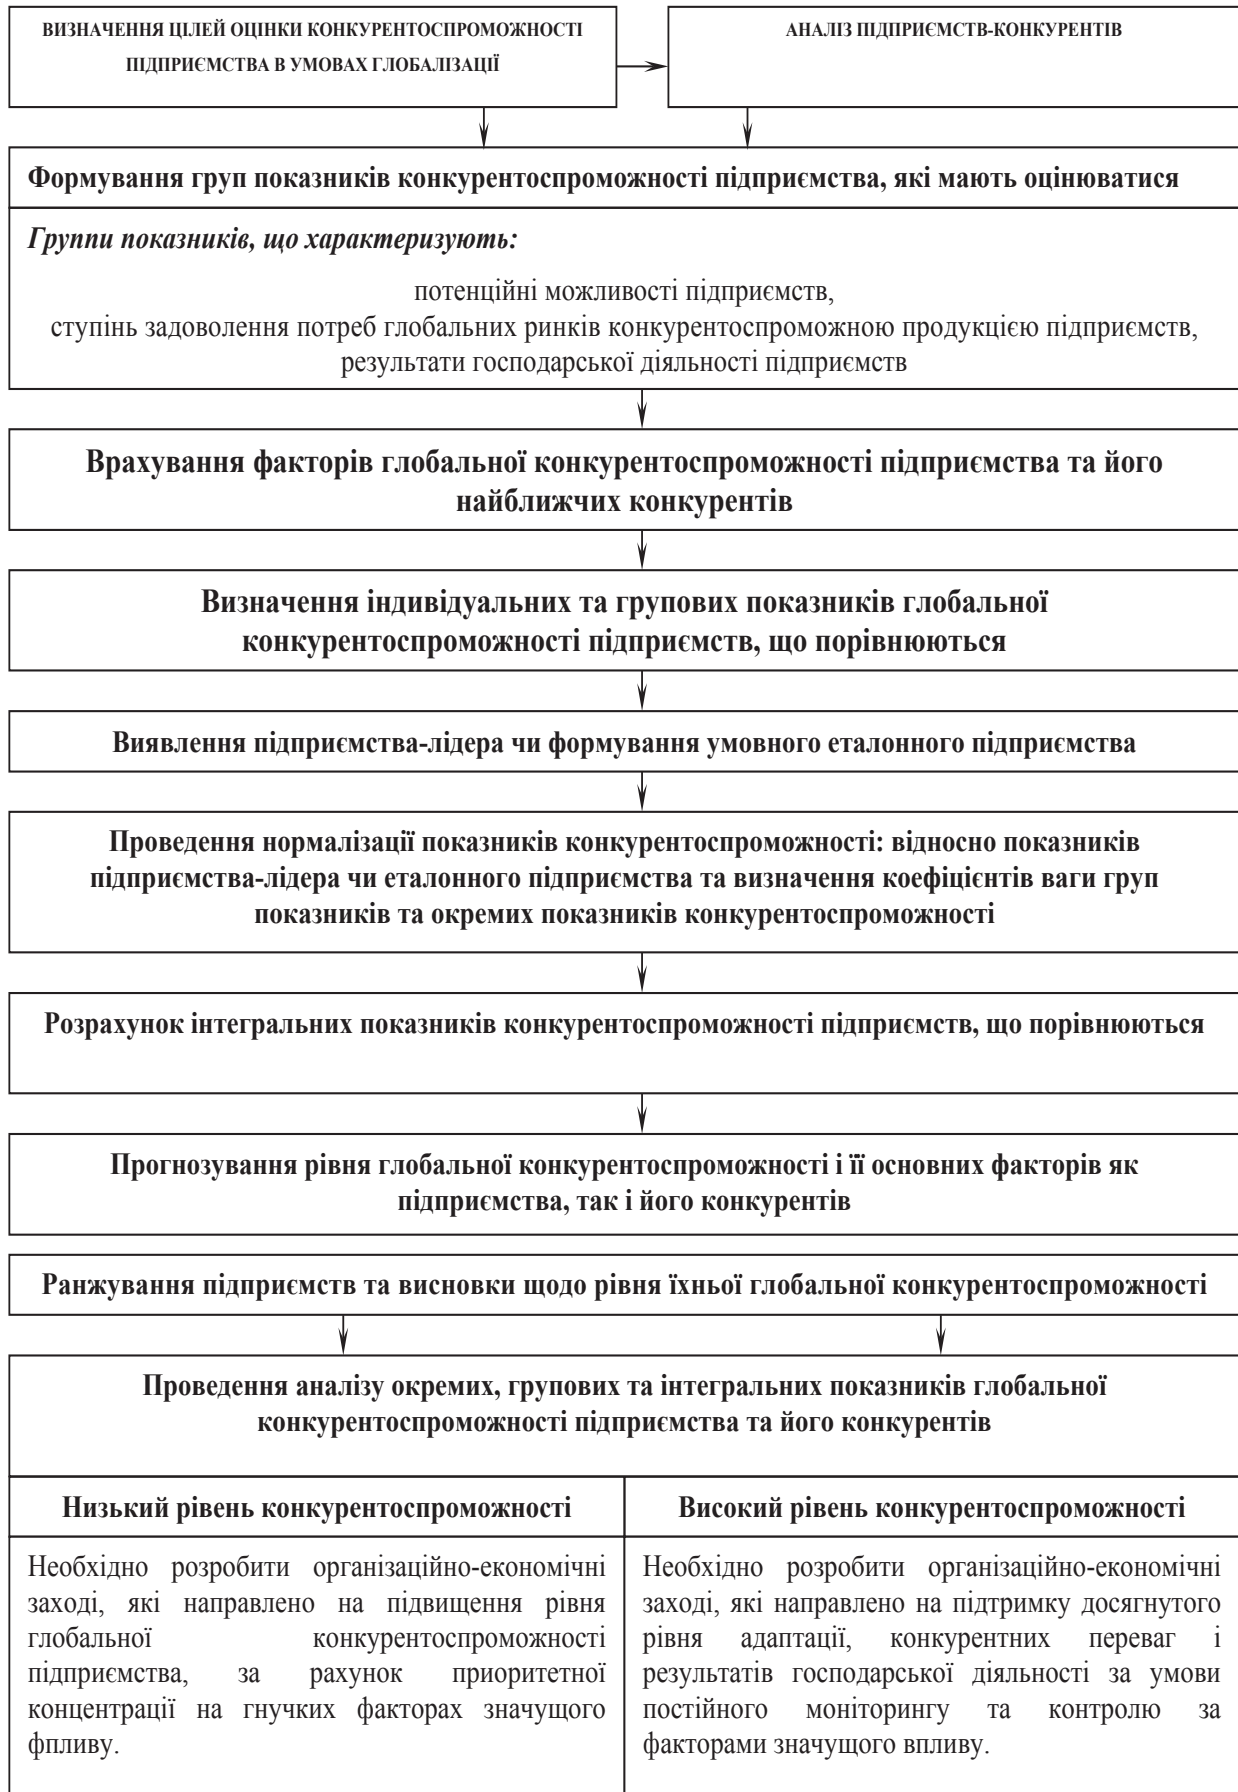 ВИЗНАЧЕННЯ ЦІЛЕЙ ОЦІНКИ КОНКУРЕНТОСПРОМОЖНОСТІ
ПІДПРИЄМСТВА В УМОВАХ ГЛОБАЛІЗАЦІЇ
АНАЛІЗ ПІДПРИЄМСТВ-КОНКУРЕНТІВ
Формування груп показників конкурентоспроможності підприємства, які мають оцінюватися
Группи показників, що характеризують:
потенційні можливості підприємств,
ступінь задоволення потреб глобальних ринків конкурентоспроможною продукцією підприємств,
результати господарської діяльності підприємств
Врахування факторів глобальної конкурентоспроможності підприємства та його
найближчих конкурентів
Визначення індивідуальних та групових показників глобальної
конкурентоспроможності підприємств, що порівнюються
Виявлення підприємства-лідера чи формування умовного еталонного підприємства
Проведення нормалізації показників конкурентоспроможності: відносно показників
підприємства-лідера чи еталонного підприємства та визначення коефіцієнтів ваги груп
показників та окремих показників конкурентоспроможності
Розрахунок інтегральних показників конкурентоспроможності підприємств, що порівнюються
Прогнозування рівня глобальної конкурентоспроможності і її основних факторів як
підприємства, так і його конкурентів
Ранжування підприємств та висновки щодо рівня їхньої глобальної конкурентоспроможності
Проведення аналізу окремих, групових та інтегральних показників глобальної
конкурентоспроможності підприємства та його конкурентів
Низький рівень конкурентоспроможності
Необхідно розробити організаційно-економічні
заході, які направлено на підвищення рівня
глобальної конкурентоспроможності
підприємства, за рахунок приоритетної
концентрації на гнучких факторах значущого
фпливу.
Високий рівень конкурентоспроможності
Необхідно розробити організаційно-економічні
заході, які направлено на підтримку досягнутого
рівня адаптації, конкурентних переваг і
результатів господарської діяльності за умови
постійного моніторингу та контролю за
факторами значущого впливу.